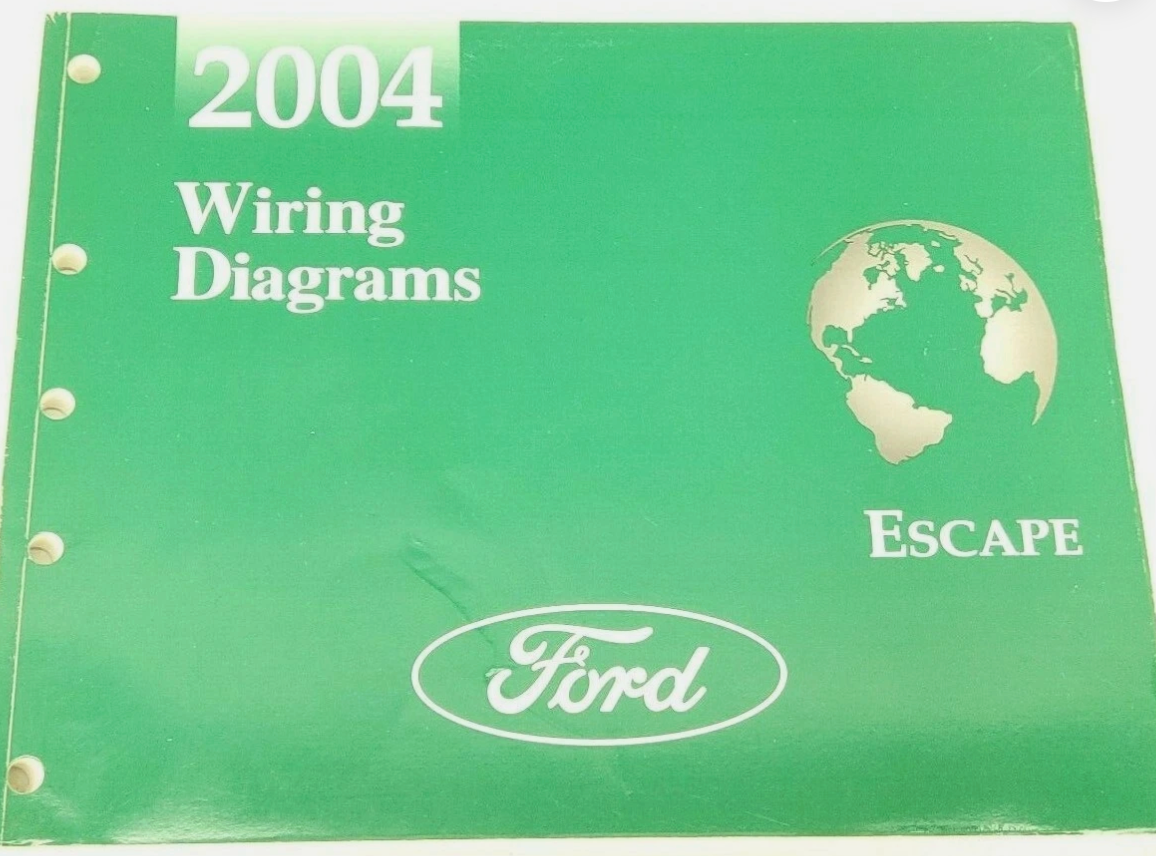 2004
Wiring
Diagrams
ESCAPE
Ford